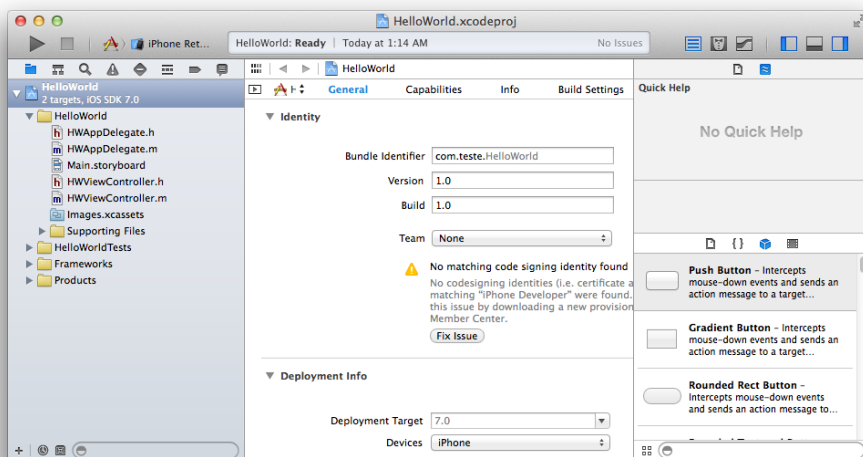 HelloWorld.xcodeproj
iPhone Ret...
HelloWorld: Ready | Today at 1:14 AM
No Issues
HelloWorld
2 targets, iOS SDK 7.0
HelloWorld
HWAppDelegate.h
HWAppDelegate.m
Main.storyboard
HWViewController.h
HWViewController.m
Images.xcassets
Supporting Files
HelloWorldTests
Frameworks
Products
HelloWorld
General
Capabilities
Info
Build Settings
Identity
Bundle Identifier com.teste.HelloWorld
Version 1.0
Build 1.0
Team None
No matching code signing identity found
No codesigning identities (i.e. certificate a
matching “iPhone Developer” were found.
this issue by downloading a new provision
Member Center.
Fix Issue
Deployment Info
Deployment Target 7.0
Devices iPhone
Quick Help
No Quick Help
Push Button – Intercepts
mouse-down events and sends an
action message to a target...
Gradient Button – Intercepts
mouse-down events and sends an
action message to a target...
Rounded Rect Button –
Intercepts mouse-down events
and sends an action message to...